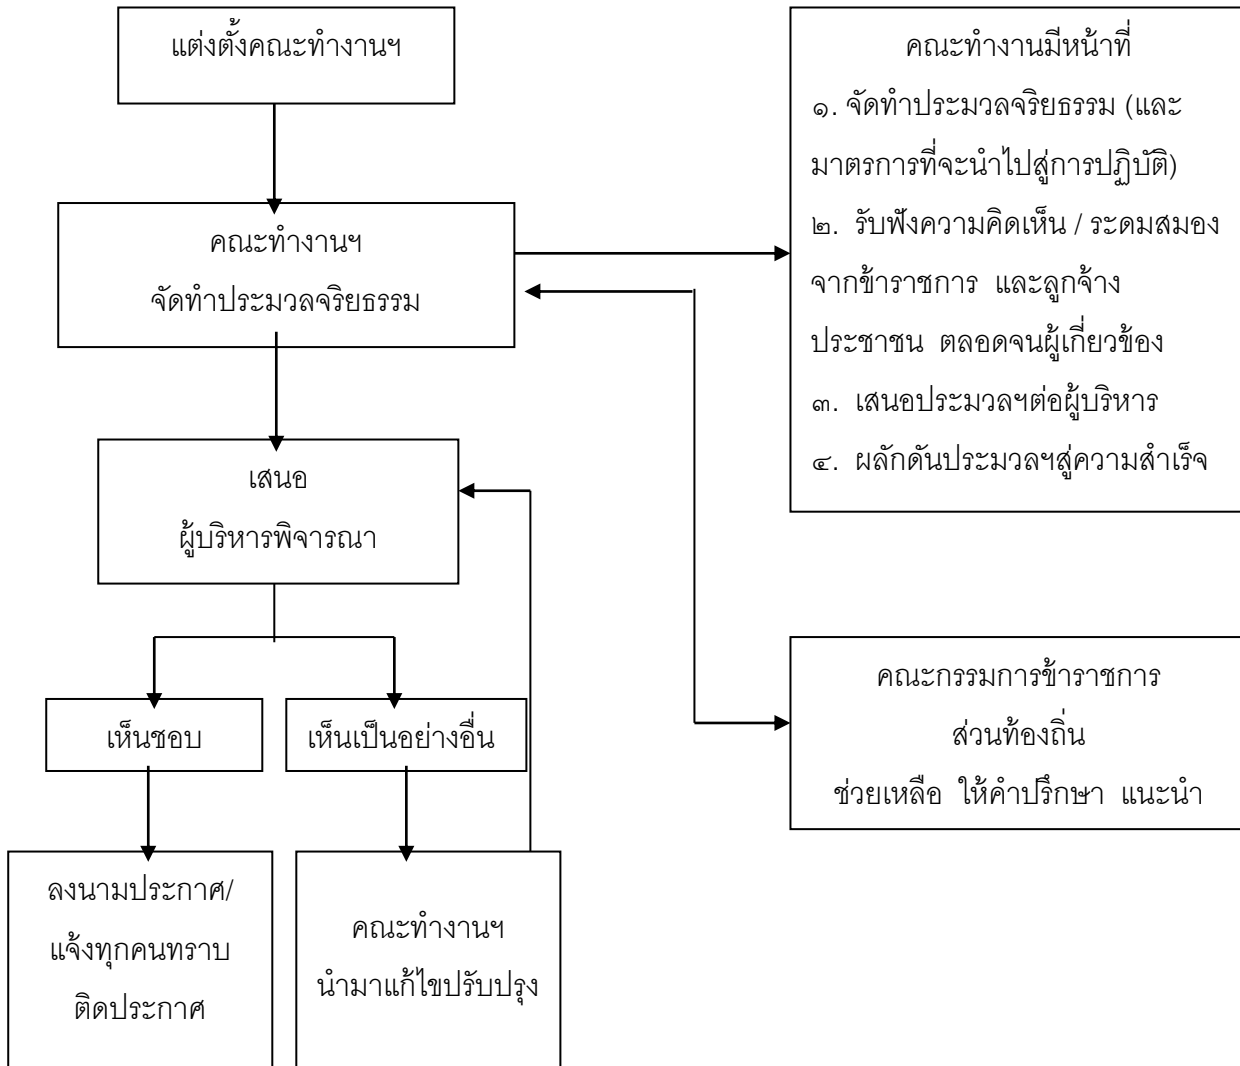 แต่งตั้งคณะทำงานฯ
คณะทำงานฯ
จัดทำประมวลจริยธรรม
เสนอ
ผู้บริหารพิจารณา
เห็นชอบ
เห็นเป็นอย่างอื่น
ลงนามประกาศ/
แจ้งทุกคนทราบ
ติดประกาศ
คณะทำงานฯ
นำมาแก้ไขปรับปรุง
คณะทำงานมีหน้าที่
๑. จัดทำประมวลจริยธรรม (และ
มาตรการที่จะนำไปสู่การปฏิบัติ)
๒. รับฟังความคิดเห็น / ระดมสมอง
จากข้าราชการ และลูกจ้าง
ประชาชน ตลอดจนผู้เกี่ยวข้อง
๓. เสนอประมวลฯต่อผู้บริหาร
๔. ผลักดันประมวลฯสู่ความสำเร็จ
คณะกรรมการข้าราชการ
ส่วนท้องถิ่น
ช่วยเหลือ ให้คำปรึกษา แนะนำ